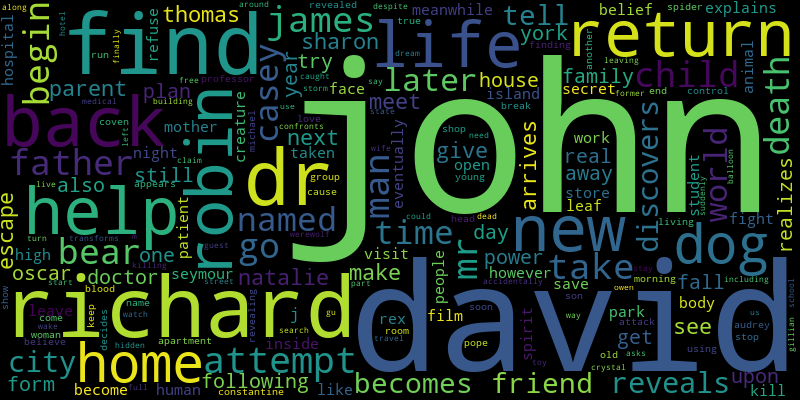 john
david
richard
find
return
life
back
new
help
dr
home
robin
dog
bear
james
thomas
begin
parent
plan
refuse
father
mother
night
also
still
escape
oscar
high
one
doctor
patient
seymour
creature
casey
year
sharon
try
face
next
taken
named
go
natalie
make
inside
man
meet
later
tell
york
house
family
secret
child
belief
meanwhile
explains
death
realizes
world
discovers
student
animal
island
give
open
arrives
real
away
store
leaf
work
time
mr
day
power
however
take
save
fall
body
park
see
get
upon
kill
reveals
friend
becomes
film
people
rex
visit
eventually
spirit
attempt
following
city
form
become
human
like
leave
believe
constantine
hospital
professor
medical
building
coven
left
claim
free
run
finally
along
around
revealed
despite
true
dream
caught
storm
say
use
love
confronts
michael
state
wife
group
cause
werewolf
guest
street
killing
transforms
appears
live
turn
show
start
blood
keep
name
watch
come
wake
woman
decides
hidden
apartment
full
revealing
search
part
gu
j
room
travel
pope
soon
son
way
toy
crystal
owen
attack
old
asks
using
audrey
stop
us
including
school
gillian
morning
stay
living
fight
suddenly
balloon
control
end
former
leaving
another
finding
spider
break
shop
need
young
could
head
dead
accidentally
hotel